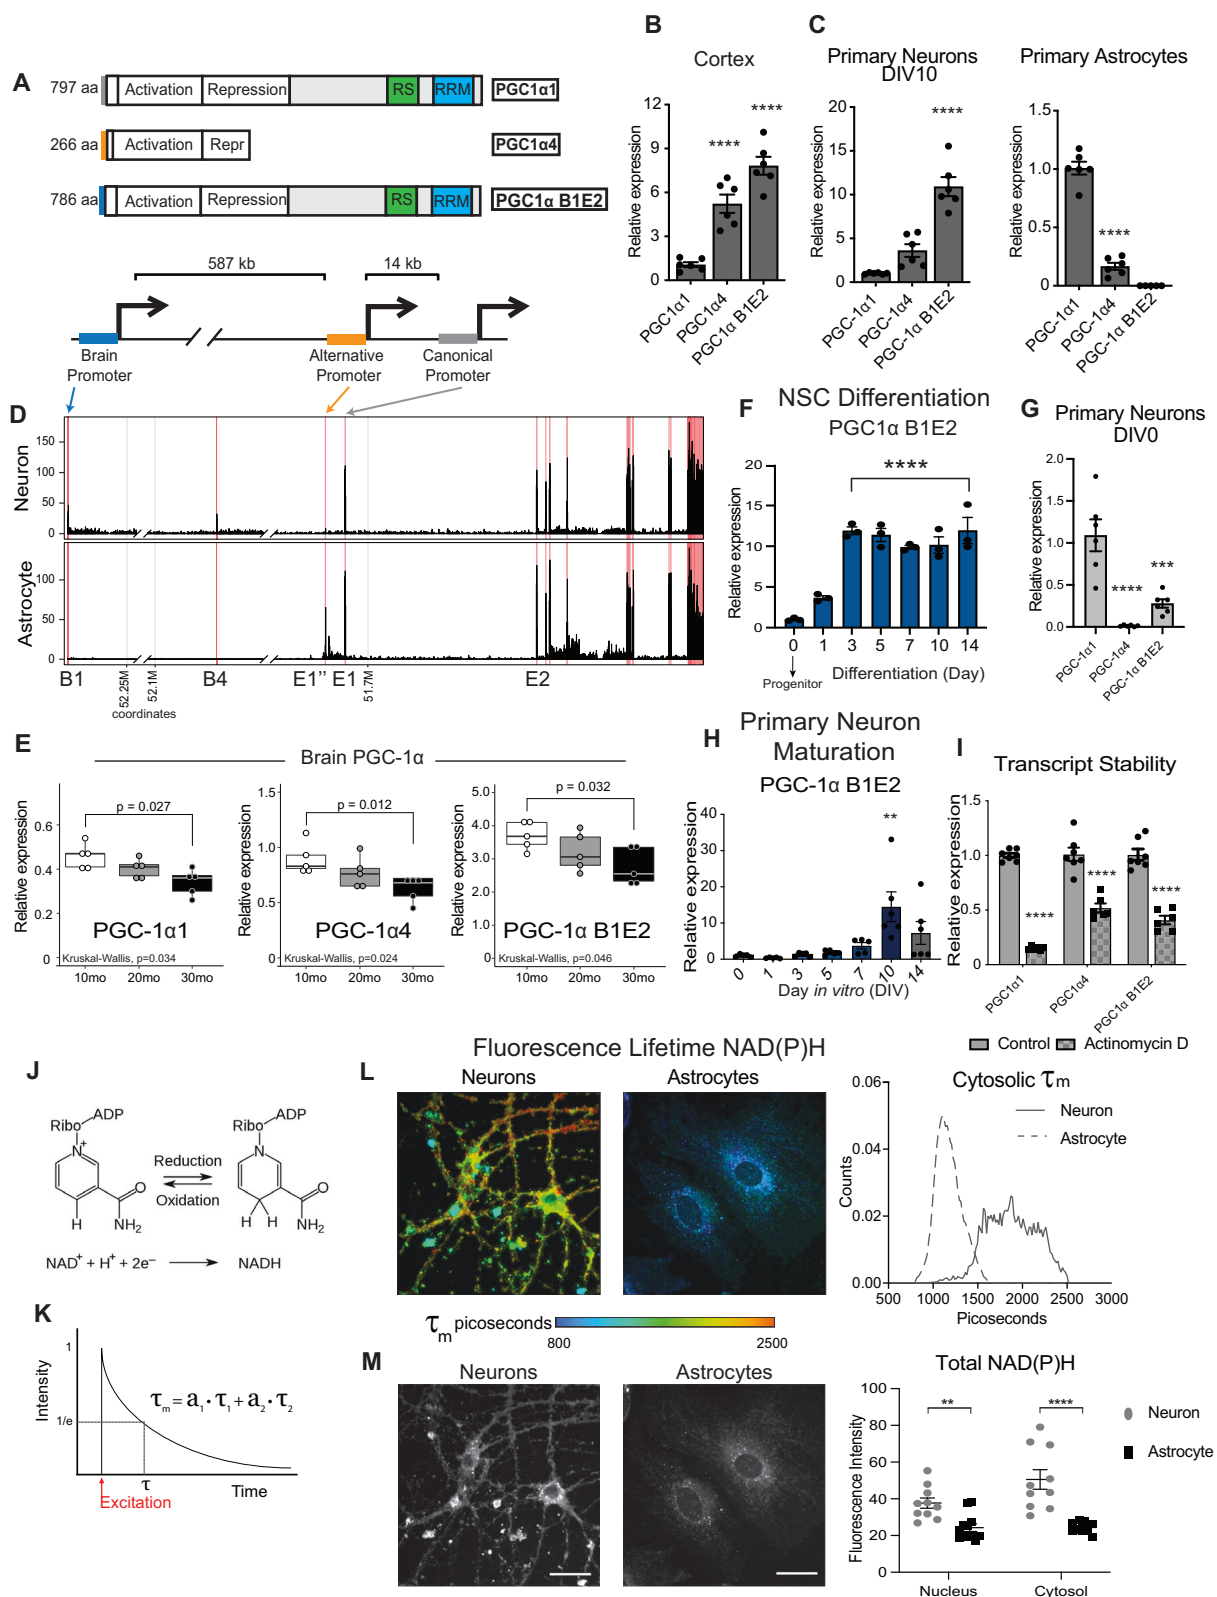 A
797 aa
Activation
Repression
RS
RRM
PGC1α1
266 aa
Activation
Repr
PGC1α4
786 aa
Activation
Repression
RS
RRM
PGC1α B1E2
587 kb
14 kb
Brain
Promoter
Alternative
Promoter
Canonical
Promoter
B
Cortex
Relative expression
12
9
6
3
0
****
****
PGC1α1
PGC1α4
PGC1α B1E2
C
Primary Neurons
DIV10
Relative expression
20
15
10
5
0
****
PGC-1α1
PGC-1α4
PGC-1α B1E2
Primary Astrocytes
Relative expression
1.5
1.0
0.5
0
****
PGC-1α1
PGC-1α4
PGC-1α B1E2
D
Neuron
150
100
50
0
Astrocyte
100
50
0
B1
52.25M
52.1M
coordinates
B4
E1’’
E1
51.7M
E2
E
Brain PGC-1α
Relative expression
0.6
0.4
0.2
0
p = 0.027
PGC-1α1
Kruskal-Wallis, p=0.034
10mo
20mo
30mo
Relative expression
1.5
1.0
0.5
0
p = 0.012
PGC-1α4
Kruskal-Wallis, p=0.024
10mo
20mo
30mo
Relative expression
5.0
4.0
3.0
2.0
0
p = 0.032
PGC-1α B1E2
Kruskal-Wallis, p=0.046
10mo
20mo
30mo
F
NSC Differentiation
PGC1α B1E2
Relative expression
20
15
10
5
0
****
0
1
3
5
7
10
14
Progenitor
Differentiation (Day)
G
Primary Neurons
DIV0
Relative expression
2.0
1.5
1.0
0.5
0.0
****
***
PGC-1α1
PGC-1α4
PGC-1α B1E2
H
Primary Neuron
Maturation
PGC-1α B1E2
Relative expression
40
30
20
10
0
**
0
1
3
5
7
10
14
Day in vitro (DIV)
I
Transcript Stability
Relative expression
1.5
1.0
0.5
0
****
****
****
PGC1α1
PGC1α4
PGC1α B1E2
Control
Actinomycin D
J
Ribo
ADP
N
+
O
H
NH2
Reduction
Oxidation
Ribo
ADP
N
O
H H
NH2
NAD+ + H+ + 2e−
NADH
K
Intensity
1
1/e
τm = a1·τ1 + a2·τ2
τ
Time
Excitation
Fluorescence Lifetime NAD(P)H
L
Neurons
Astrocytes
τm picoseconds
800
2500
Cytosolic τm
Neuron
Astrocyte
Counts
0.06
0.04
0.02
0.00
500
1000
1500
2000
2500
3000
Picoseconds
M
Neurons
Astrocytes
Total NAD(P)H
Fluorescence Intensity
100
80
60
40
20
0
**
****
Neuron
Astrocyte
Nucleus
Cytosol